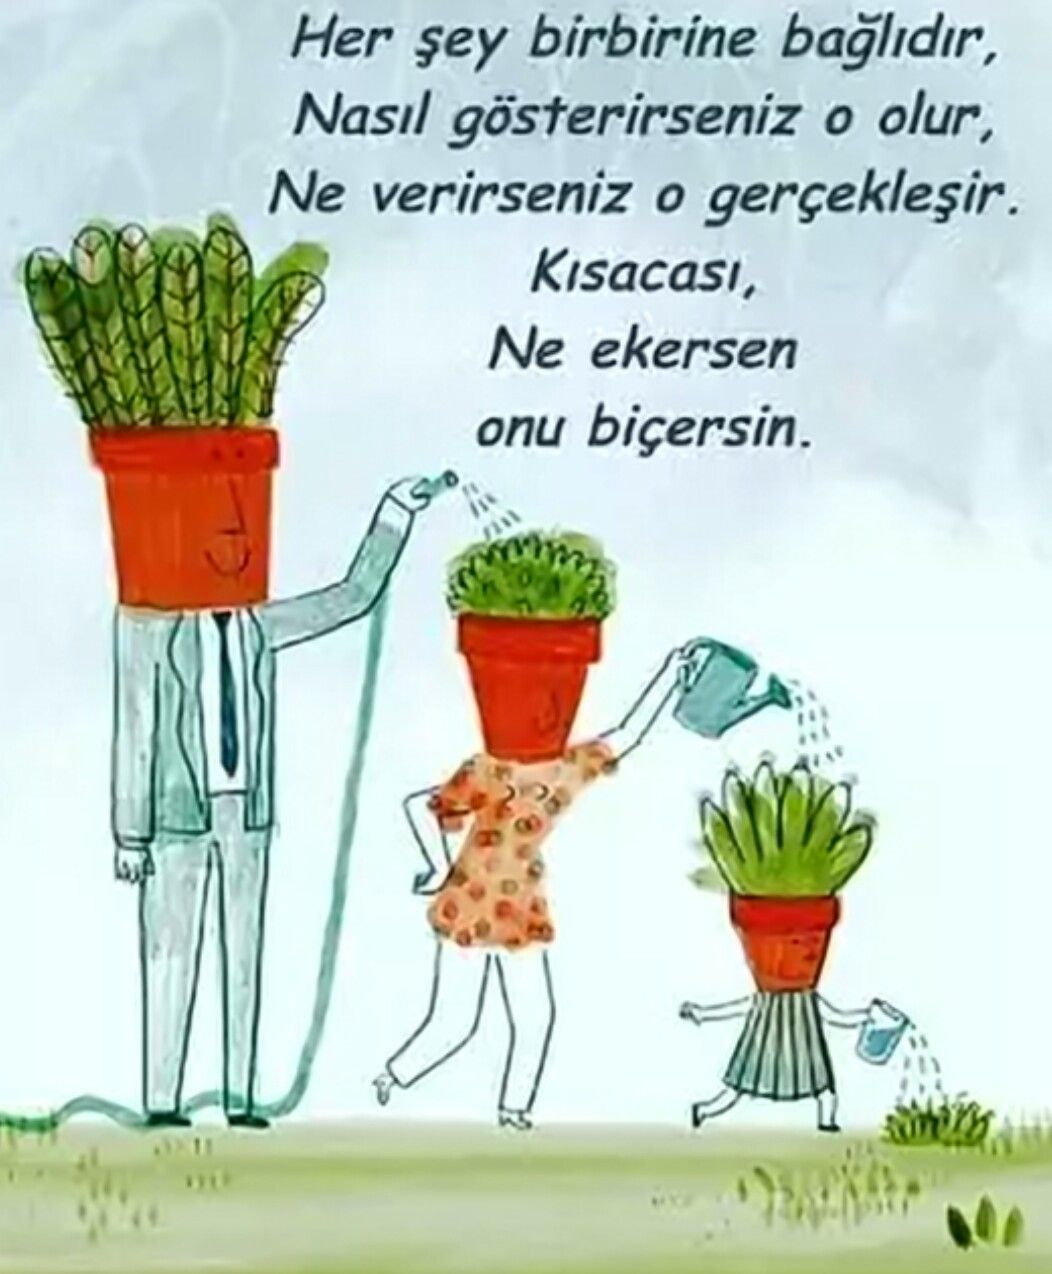 Her şey birbirine bağlıdır,
Nasıl gösterirseniz o olur,
Ne verirseniz o gerçekleşir.
Kısacası,
Ne ekersen
onu biçersin.